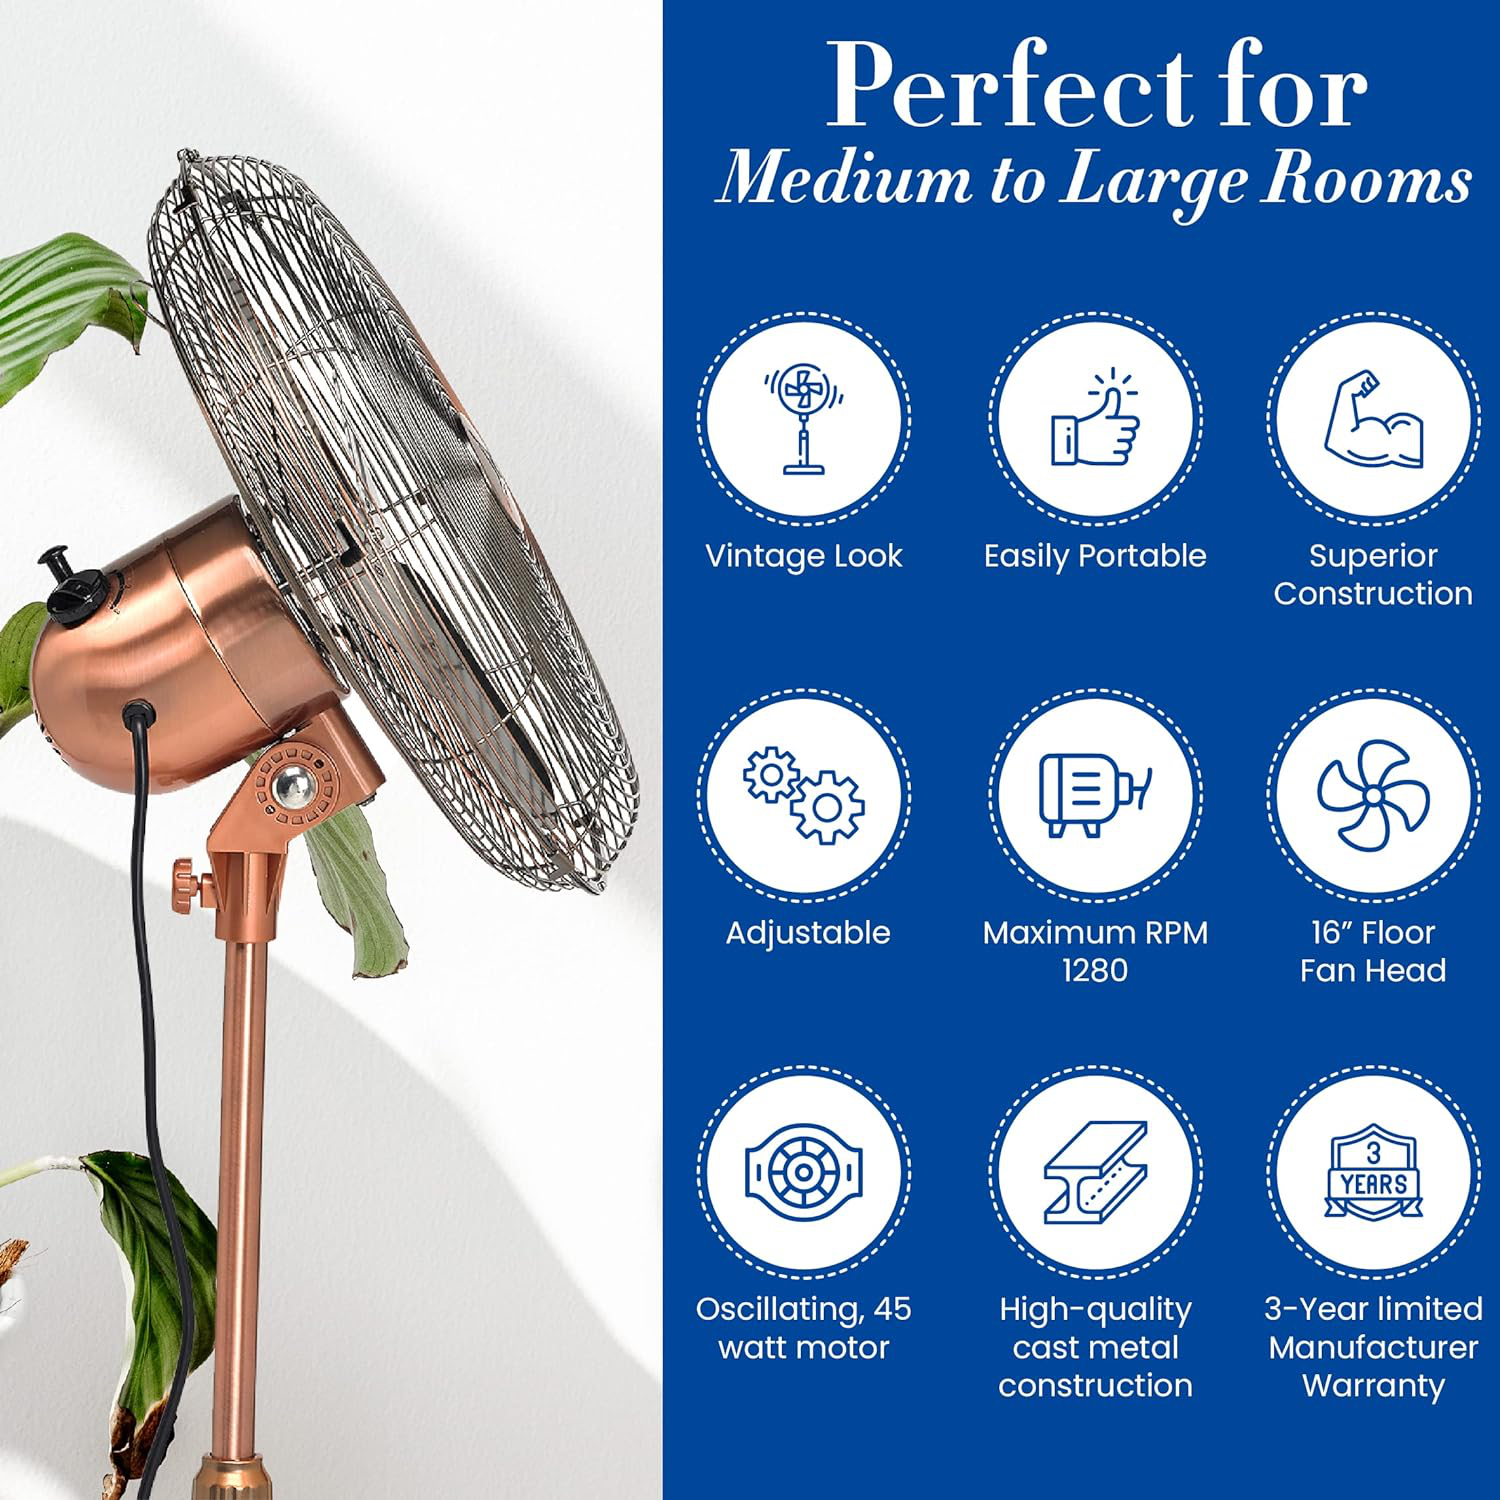 Perfect for
Medium to Large Rooms
Vintage Look
Easily Portable
Superior
Construction
Adjustable
Maximum RPM
1280
16” Floor
Fan Head
3
YEARS
Oscillating, 45
watt motor
High-quality
cast metal
construction
3-Year limited
Manufacturer
Warranty